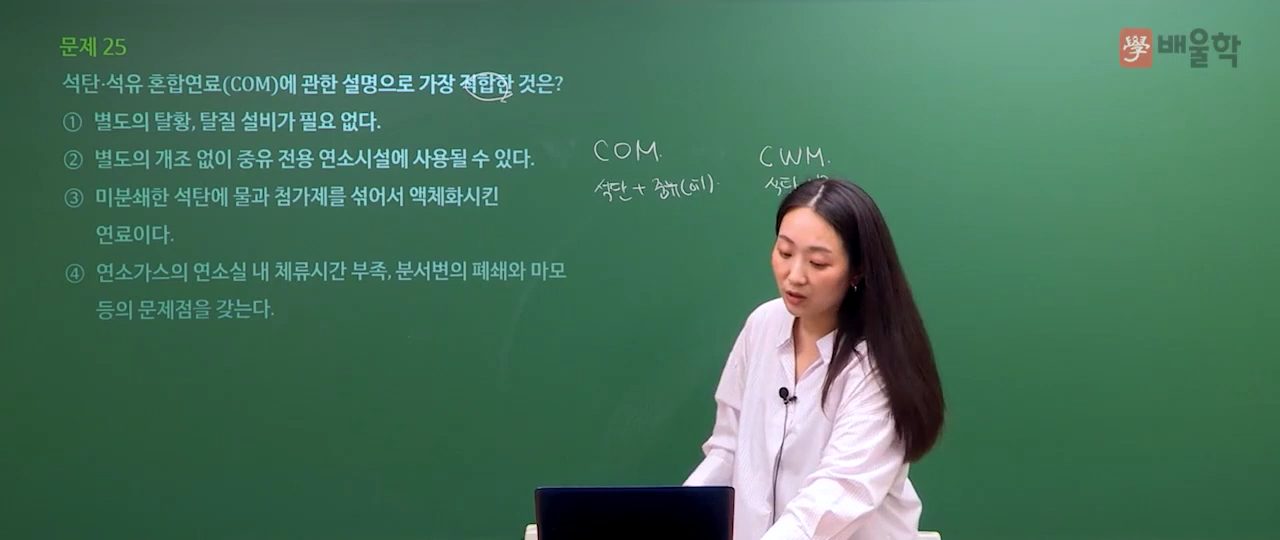 문제 25
學 배울학
석탄·석유 혼합연료(COM)에 관한 설명으로 가장 적합한 것은?
① 별도의 탈황, 탈질 설비가 필요 없다.
② 별도의 개조 없이 중유 전용 연소시설에 사용될 수 있다.
③ 미분쇄한 석탄에 물과 첨가제를 섞어서 액체화시킨
연료이다.
④ 연소가스의 연소실 내 체류시간 부족, 분서변의 폐쇄와 마모
등의 문제점을 갖는다.
COM.
석탄 + 중유(oil).
CWM.
석탄